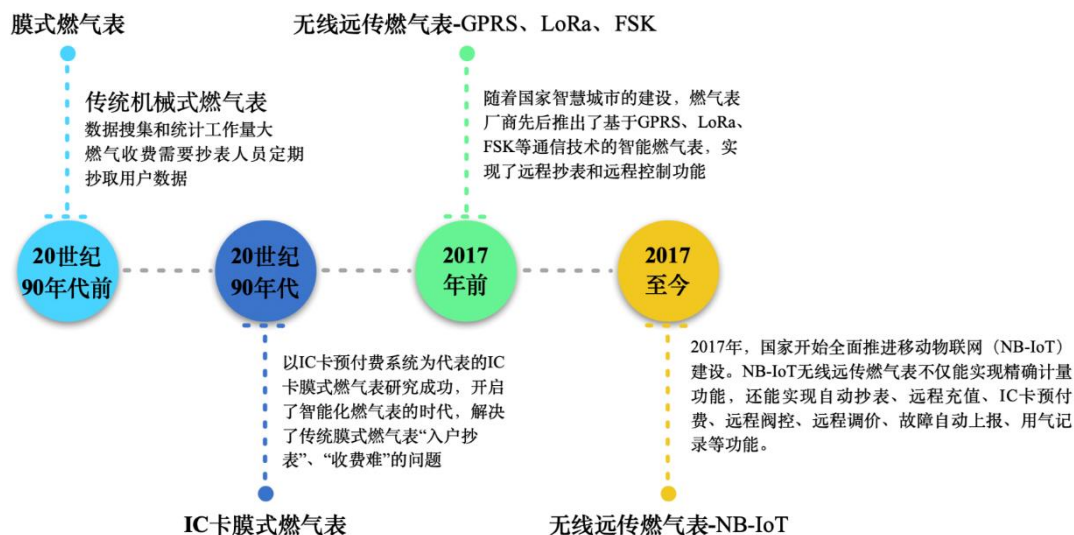 膜式燃气表
传统机械式燃气表
数据搜集和统计工作量大
燃气收费需要抄表人员定期
抄取用户数据
20世纪
90年代前
20世纪
90年代
以IC卡预付费系统为代表的IC
卡膜式燃气表研究成功，开启
了智能化燃气表的时代，解决
了传统膜式燃气表“入户抄
表”、“收费难”的问题
IC卡膜式燃气表
无线远传燃气表-GPRS、LoRa、FSK
随着国家智慧城市的建设，燃气表
厂商先后推出了基于GPRS、LoRa、
FSK等通信技术的智能燃气表，实
现了远程抄表和远程控制功能
2017
年前
2017
至今
2017年，国家开始全面推进移动物联网（NB-IoT）
建设。NB-IoT无线远传燃气表不仅能实现精确计量
功能，还能实现自动抄表、远程充值、IC卡预付
费、远程阀控、远程调价、故障自动上报、用气记
录等功能。
无线远传燃气表-NB-IoT